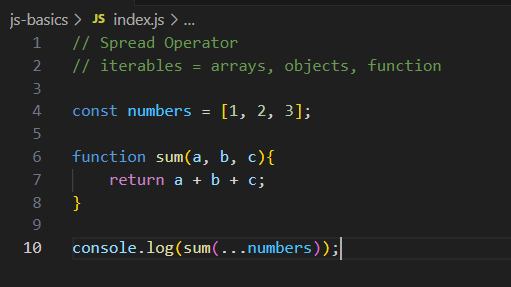 js-basics > JS index.js > ...
1 // Spread Operator
2 // iterables = arrays, objects, function
3
4 const numbers = [1, 2, 3];
5
6 function sum(a, b, c){
7     return a + b + c;
8 }
9
10 console.log(sum(...numbers));